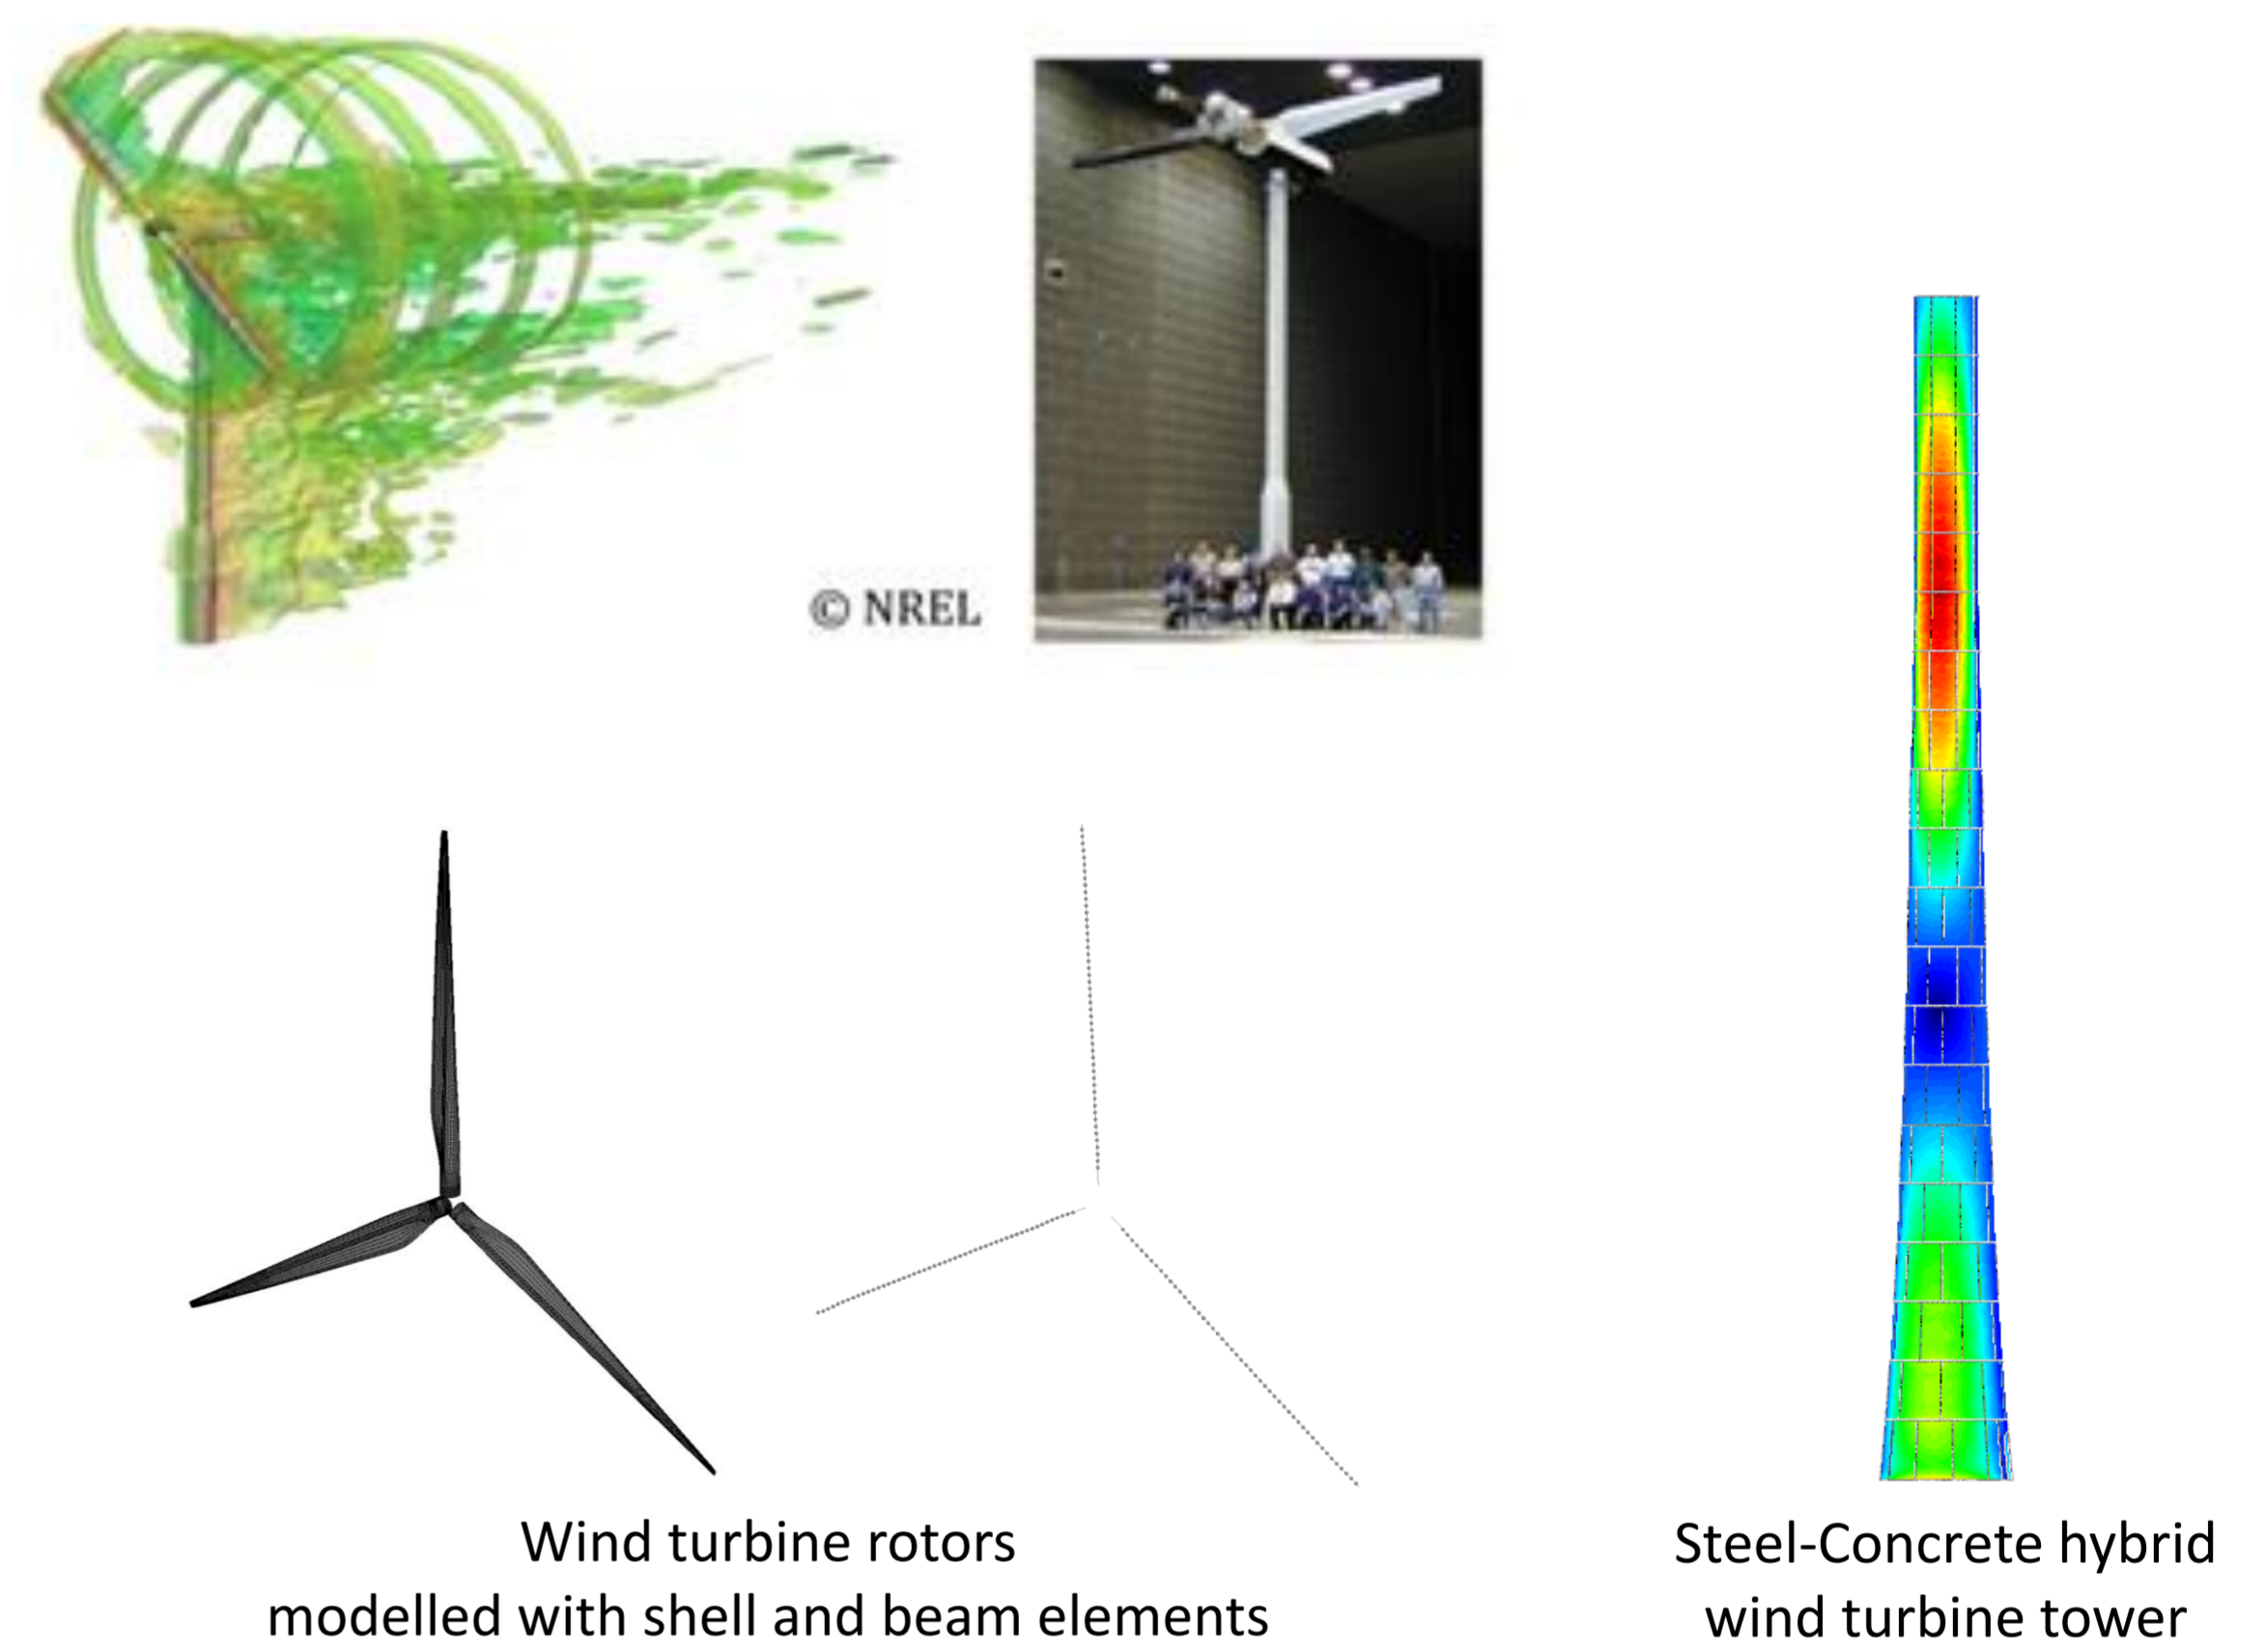 © NREL
Wind turbine rotors
modelled with shell and beam elements
Steel-Concrete hybrid
wind turbine tower